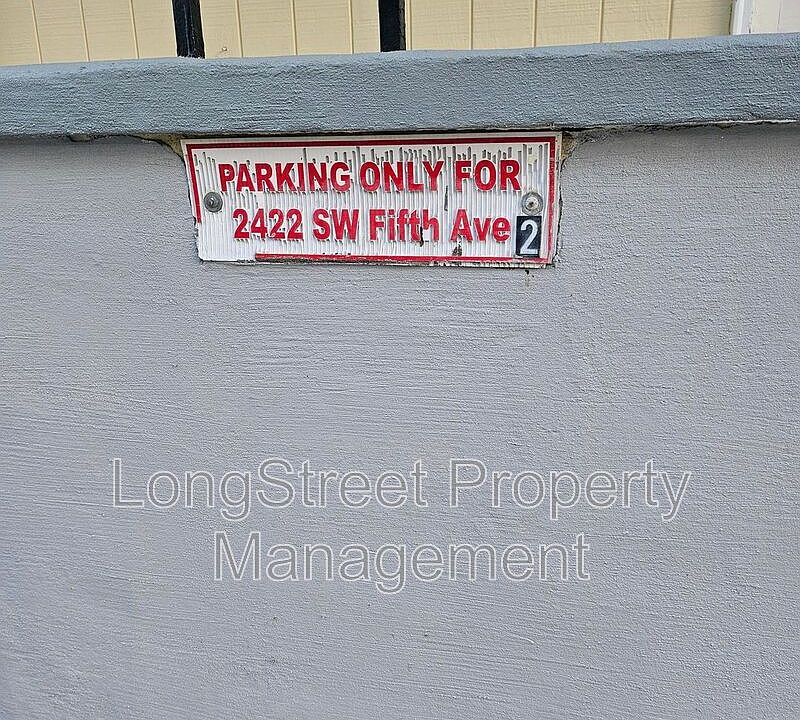 PARKING ONLY FOR
2422 SW Fifth Ave 2
LongStreet Property
Management